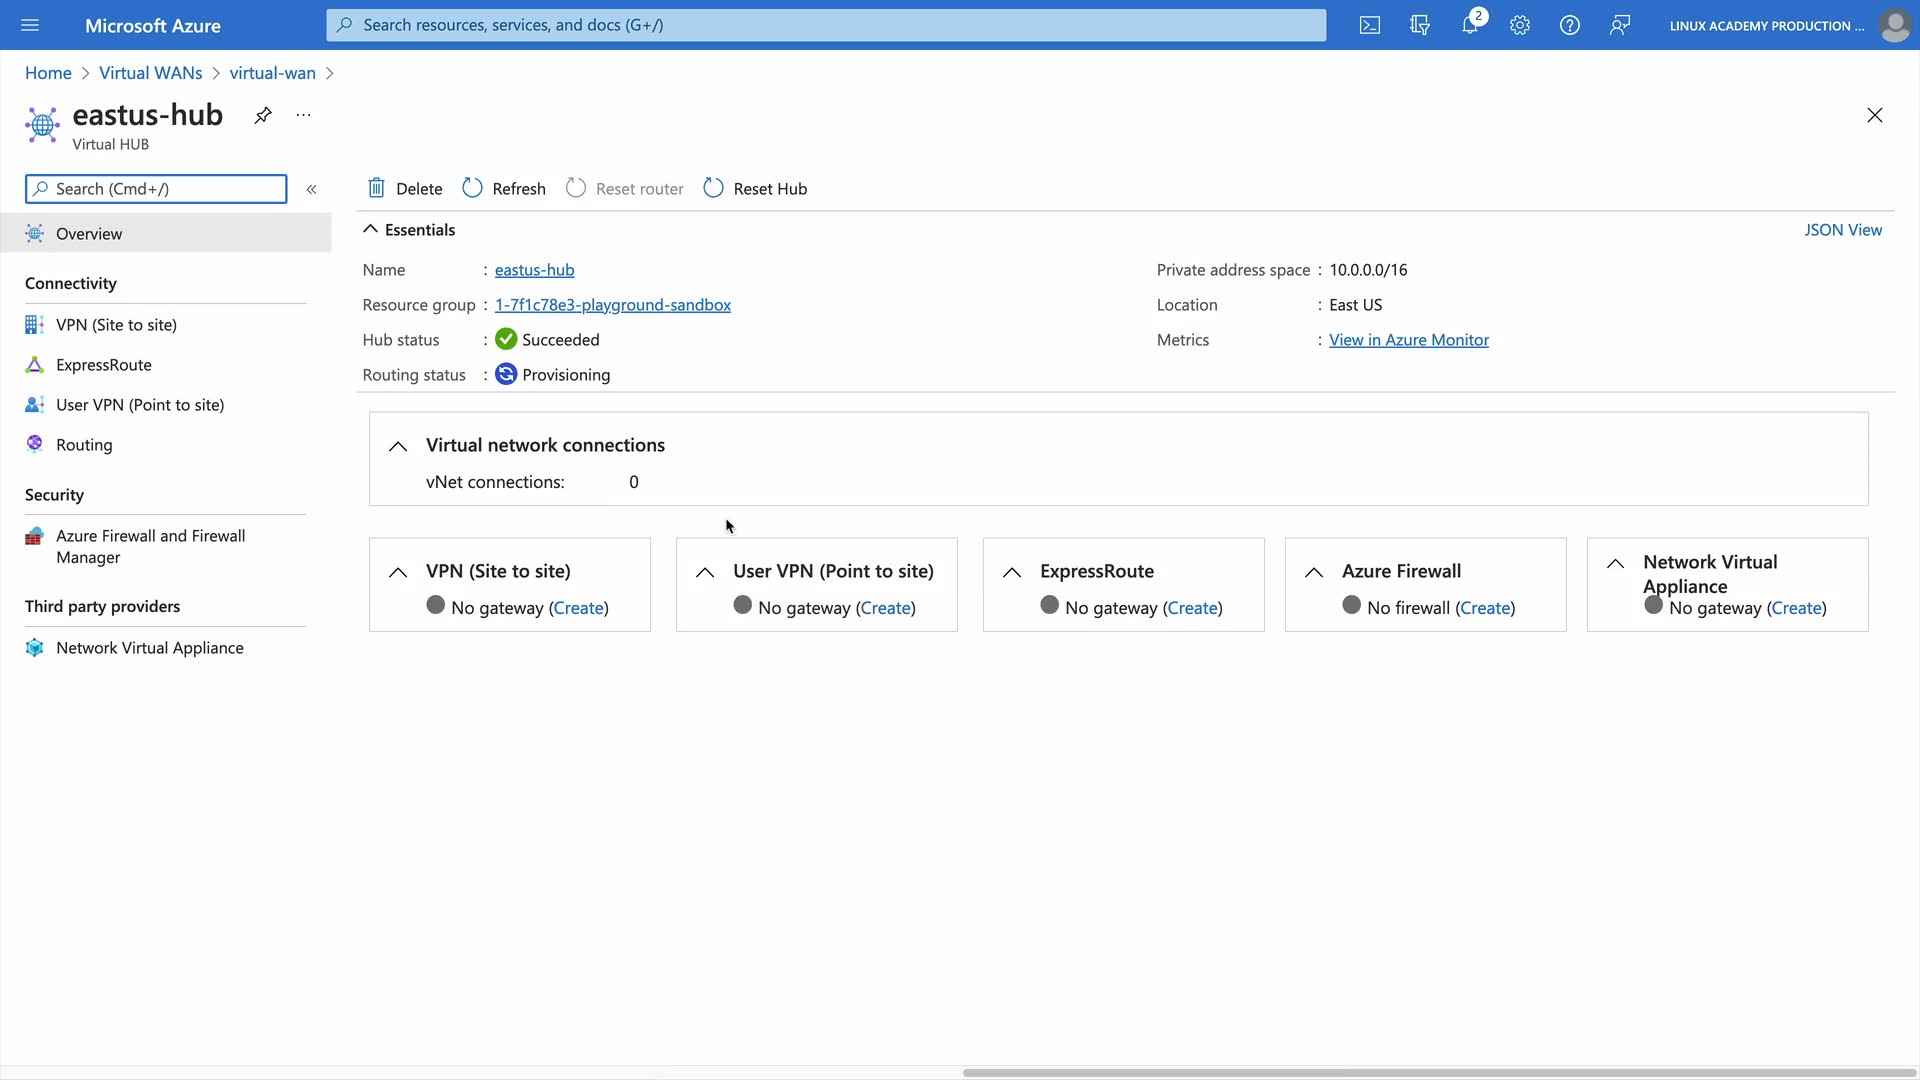 Microsoft Azure
Search resources, services, and docs (G+/)
2
LINUX ACADEMY PRODUCTION ...
Home > Virtual WANs > virtual-wan >
eastus-hub
...
Virtual HUB
Search (Cmd+/)
«
Delete
Refresh
Reset router
Reset Hub
Overview
Essentials
JSON View
Name : eastus-hub
Private address space : 10.0.0.0/16
Resource group : 1-7f1c78e3-playground-sandbox
Location : East US
Hub status : Succeeded
Metrics : View in Azure Monitor
Routing status : Provisioning
Connectivity
VPN (Site to site)
ExpressRoute
User VPN (Point to site)
Routing
Security
Azure Firewall and Firewall
Manager
Third party providers
Network Virtual Appliance
Virtual network connections
vNet connections: 0
VPN (Site to site)
No gateway (Create)
User VPN (Point to site)
No gateway (Create)
ExpressRoute
No gateway (Create)
Azure Firewall
No firewall (Create)
Network Virtual
Appliance
No gateway (Create)